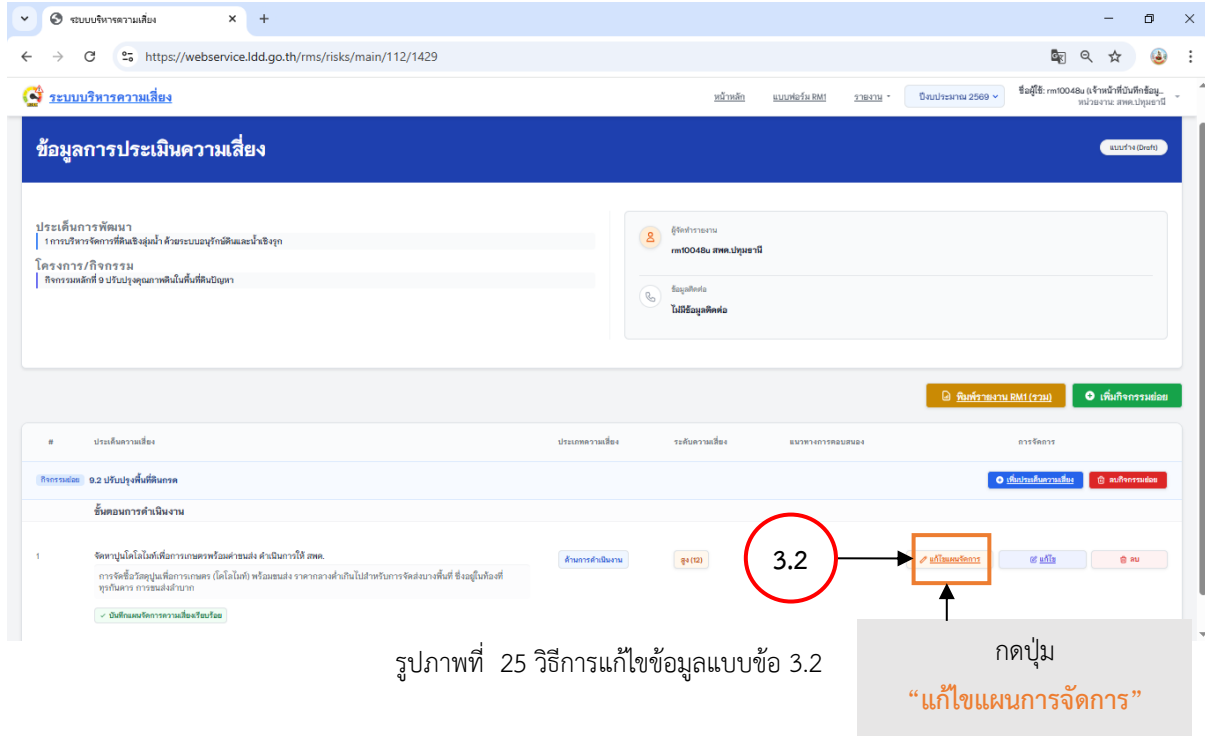 ระบบบริหารความเสี่ยง
https://webservice.ldd.go.th/rms/risks/main/112/1429
ระบบบริหารความเสี่ยง
หน้าหลัก
แบบฟอร์ม RM1
รายงาน
ปีงบประมาณ 2569
ชื่อผู้ใช้: rm10048u (เจ้าหน้าที่บันทึกข้อมู...
หน่วยงาน: สพด.ปทุมธานี
ข้อมูลการประเมินความเสี่ยง
แบบร่าง (Draft)
ประเด็นการพัฒนา
1 การบริหารจัดการที่ดินเชิงลุ่มน้ำ ด้วยระบบอนุรักษ์ดินและน้ำเชิงรุก
โครงการ/กิจกรรม
กิจกรรมหลักที่ 9 ปรับปรุงคุณภาพดินในพื้นที่ดินปัญหา
ผู้จัดทำรายงาน
rm10048u สพด.ปทุมธานี
ข้อมูลติดต่อ
ไม่มีข้อมูลติดต่อ
พิมพ์รายงาน RM1 (รวม)
เพิ่มกิจกรรมย่อย
# ประเด็นความเสี่ยง ประเภทความเสี่ยง ระดับความเสี่ยง แนวทางการตอบสนอง การจัดการ
กิจกรรมย่อย 9.2 ปรับปรุงพื้นที่ดินกรด
เพิ่มประเด็นความเสี่ยง
ลบกิจกรรมย่อย
ขั้นตอนการดำเนินงาน
1 จัดหาปูนโดโลไมท์เพื่อการเกษตรพร้อมค่าขนส่ง ดำเนินการให้ สพด.
ด้านการดำเนินงาน
สูง (12)
3.2
แก้ไขแผนจัดการ
แก้ไข
ลบ
การจัดซื้อวัสดุปูนเพื่อการเกษตร (โดโลไมท์) พร้อมขนส่ง ราคากลางต่ำเกินไปสำหรับการจัดส่งบางพื้นที่ ซึ่งอยู่ในท้องที่
ทุรกันดาร การขนส่งลำบาก
บันทึกแผนจัดการความเสี่ยงเรียบร้อย
รูปภาพที่ 25 วิธีการแก้ไขข้อมูลแบบข้อ 3.2
กดปุ่ม
“แก้ไขแผนการจัดการ”